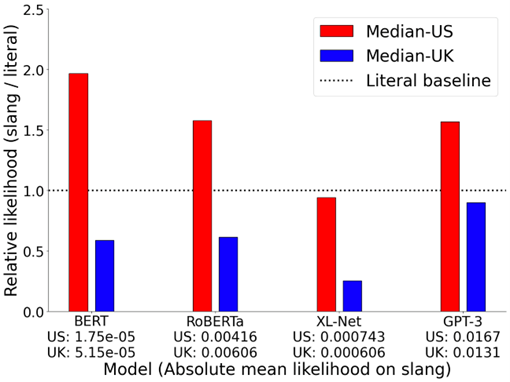 Relative likelihood (slang / literal)
2.5
2.0
1.5
1.0
0.5
0.0
Median-US
Median-UK
Literal baseline
BERT
US: 1.75e-05
UK: 5.15e-05
RoBERTa
US: 0.00416
UK: 0.00606
XL-Net
US: 0.000743
UK: 0.000606
GPT-3
US: 0.0167
UK: 0.0131
Model (Absolute mean likelihood on slang)